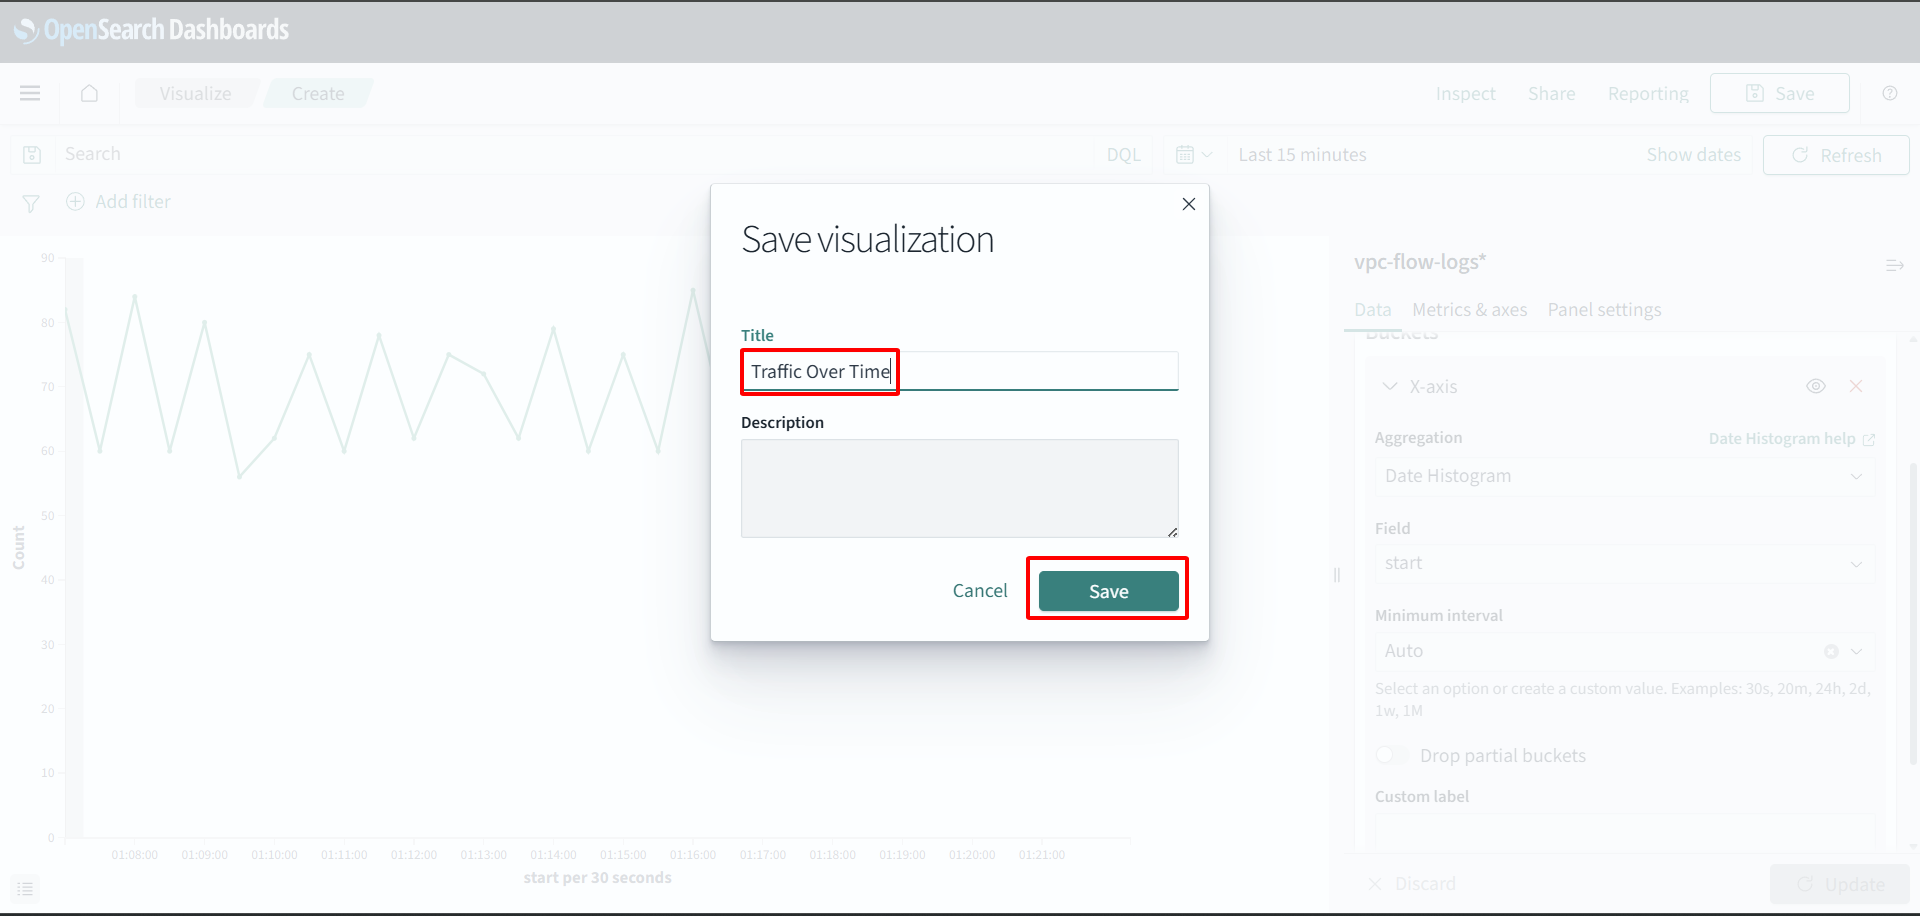 OpenSearch Dashboards
Visualize
Create
Inspect
Share
Reporting
Save
Search
DQL
Last 15 minutes
Show dates
Refresh
Add filter
Save visualization
Title
Traffic Over Time
Description
Cancel
Save
90
80
70
60
50
40
30
20
10
0
Count
01:08:00 01:09:00 01:10:00 01:11:00 01:12:00 01:13:00 01:14:00 01:15:00 01:16:00 01:17:00 01:18:00 01:19:00 01:20:00 01:21:00
start per 30 seconds
vpc-flow-logs*
Data
Metrics & axes
Panel settings
Buckets
X-axis
Aggregation
Date Histogram help
Date Histogram
Field
start
Minimum interval
Auto
Select an option or create a custom value. Examples: 30s, 20m, 24h, 2d,
1w, 1M
Drop partial buckets
Custom label
Discard
Update